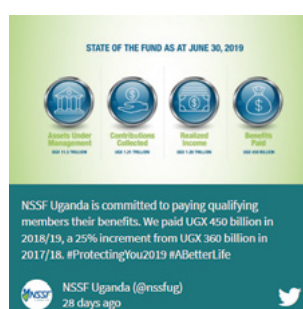 STATE OF THE FUND AS AT JUNE 30, 2019
Assets Under
Management
Contributions
Collected
Realized
Income
Benefits
Paid
NSSF Uganda is committed to paying qualifying
members their benefits. We paid UGX 450 billion in
2018/19, a 25% increment from UGX 360 billion in
2017/18. #ProtectingYou2019 #ABetterLife
NSSF
NSSF Uganda (@nssfug)
28 days ago